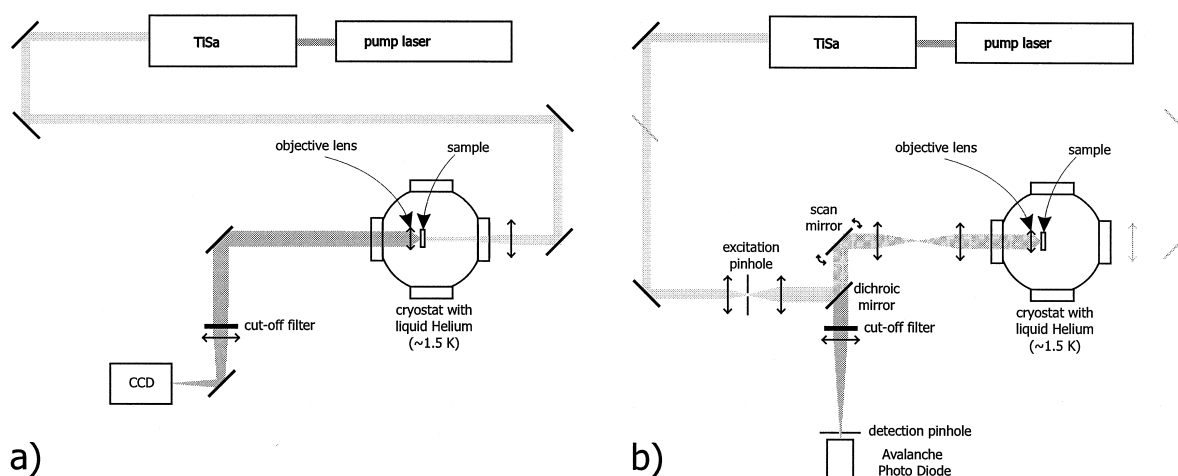 TiSa
pump laser
objective lens
sample
cryostat with
liquid Helium
(~1.5 K)
cut-off filter
CCD
a)
TiSa
pump laser
objective lens
sample
scan
mirror
excitation
pinhole
dichroic
mirror
cut-off filter
cryostat with
liquid Helium
(~1.5 K)
detection pinhole
Avalanche
Photo Diode
b)